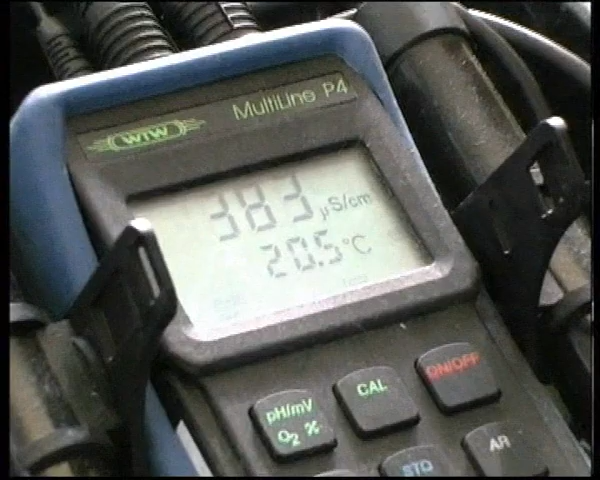 WTW MultiLine P4
383 µS/cm
20.5 °C
pH/mV
O₂ %
CAL
ON/OFF
STO
AR